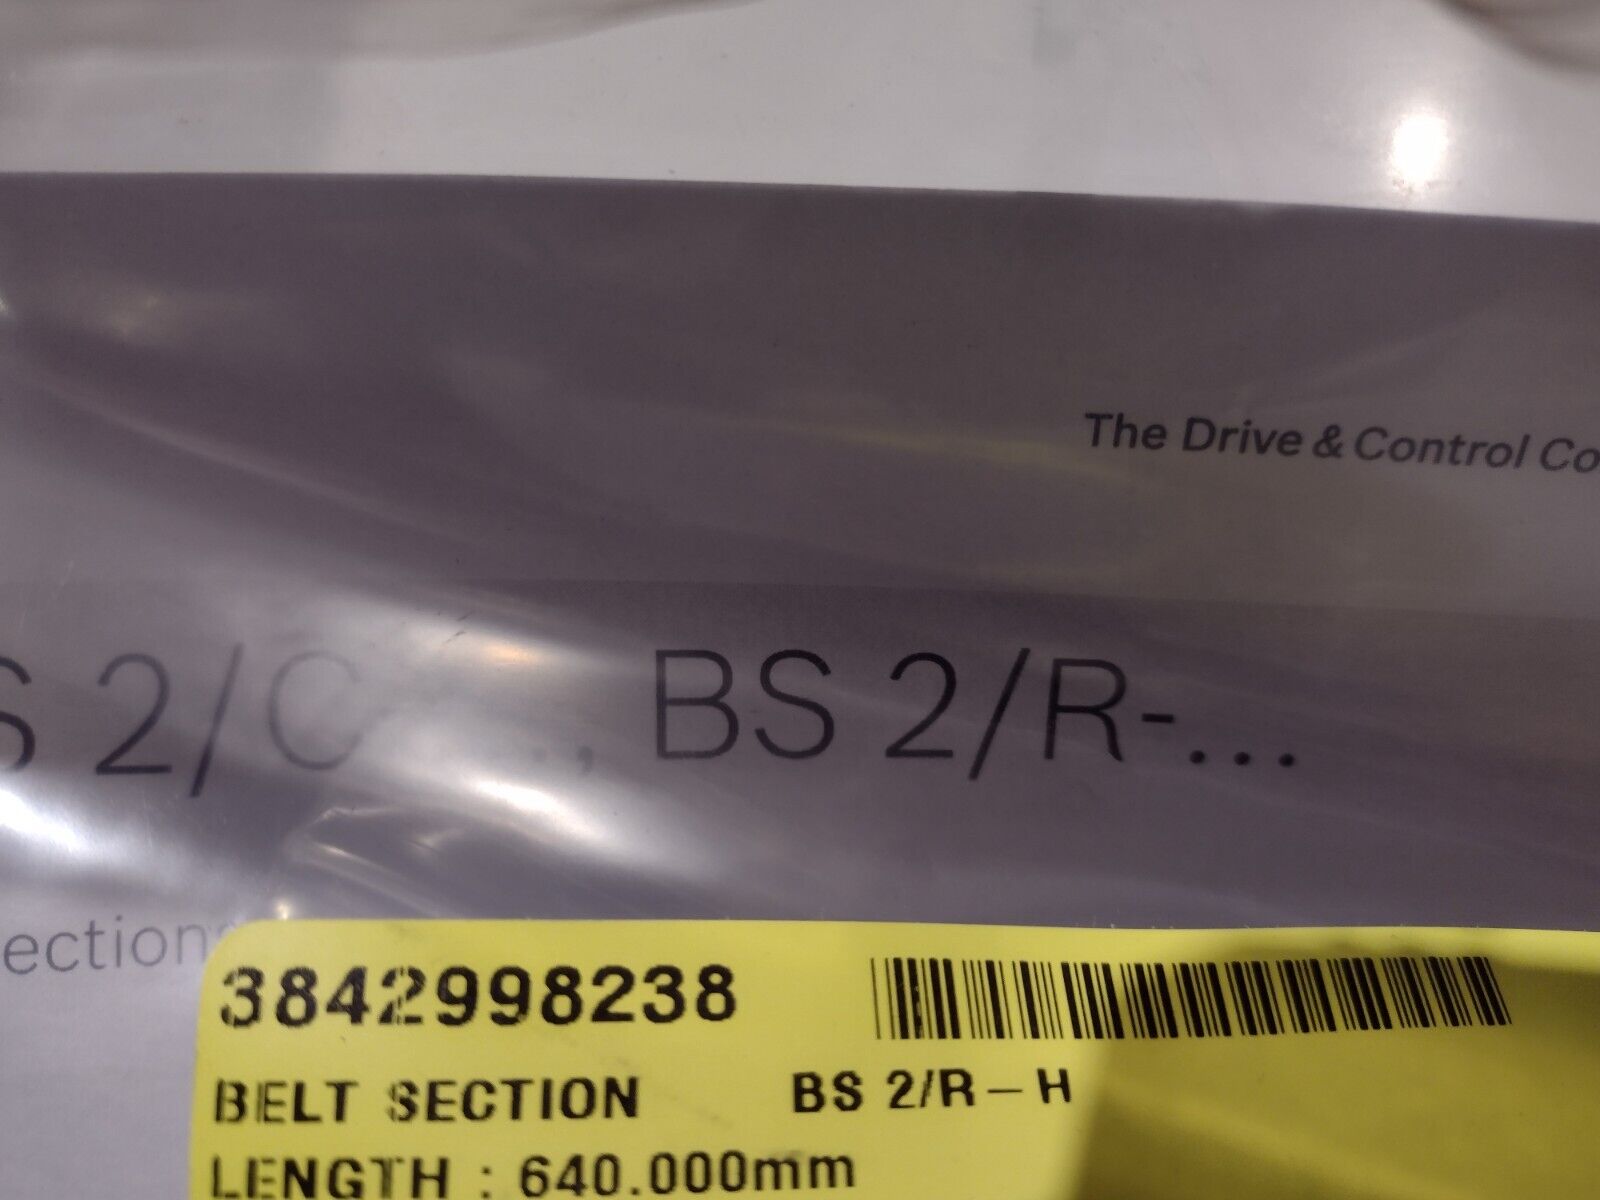 The Drive & Control Co
S 2/C ..., BS 2/R-...
ection
3842998238
BELT SECTION BS 2/R-H
LENGTH : 640.000mm